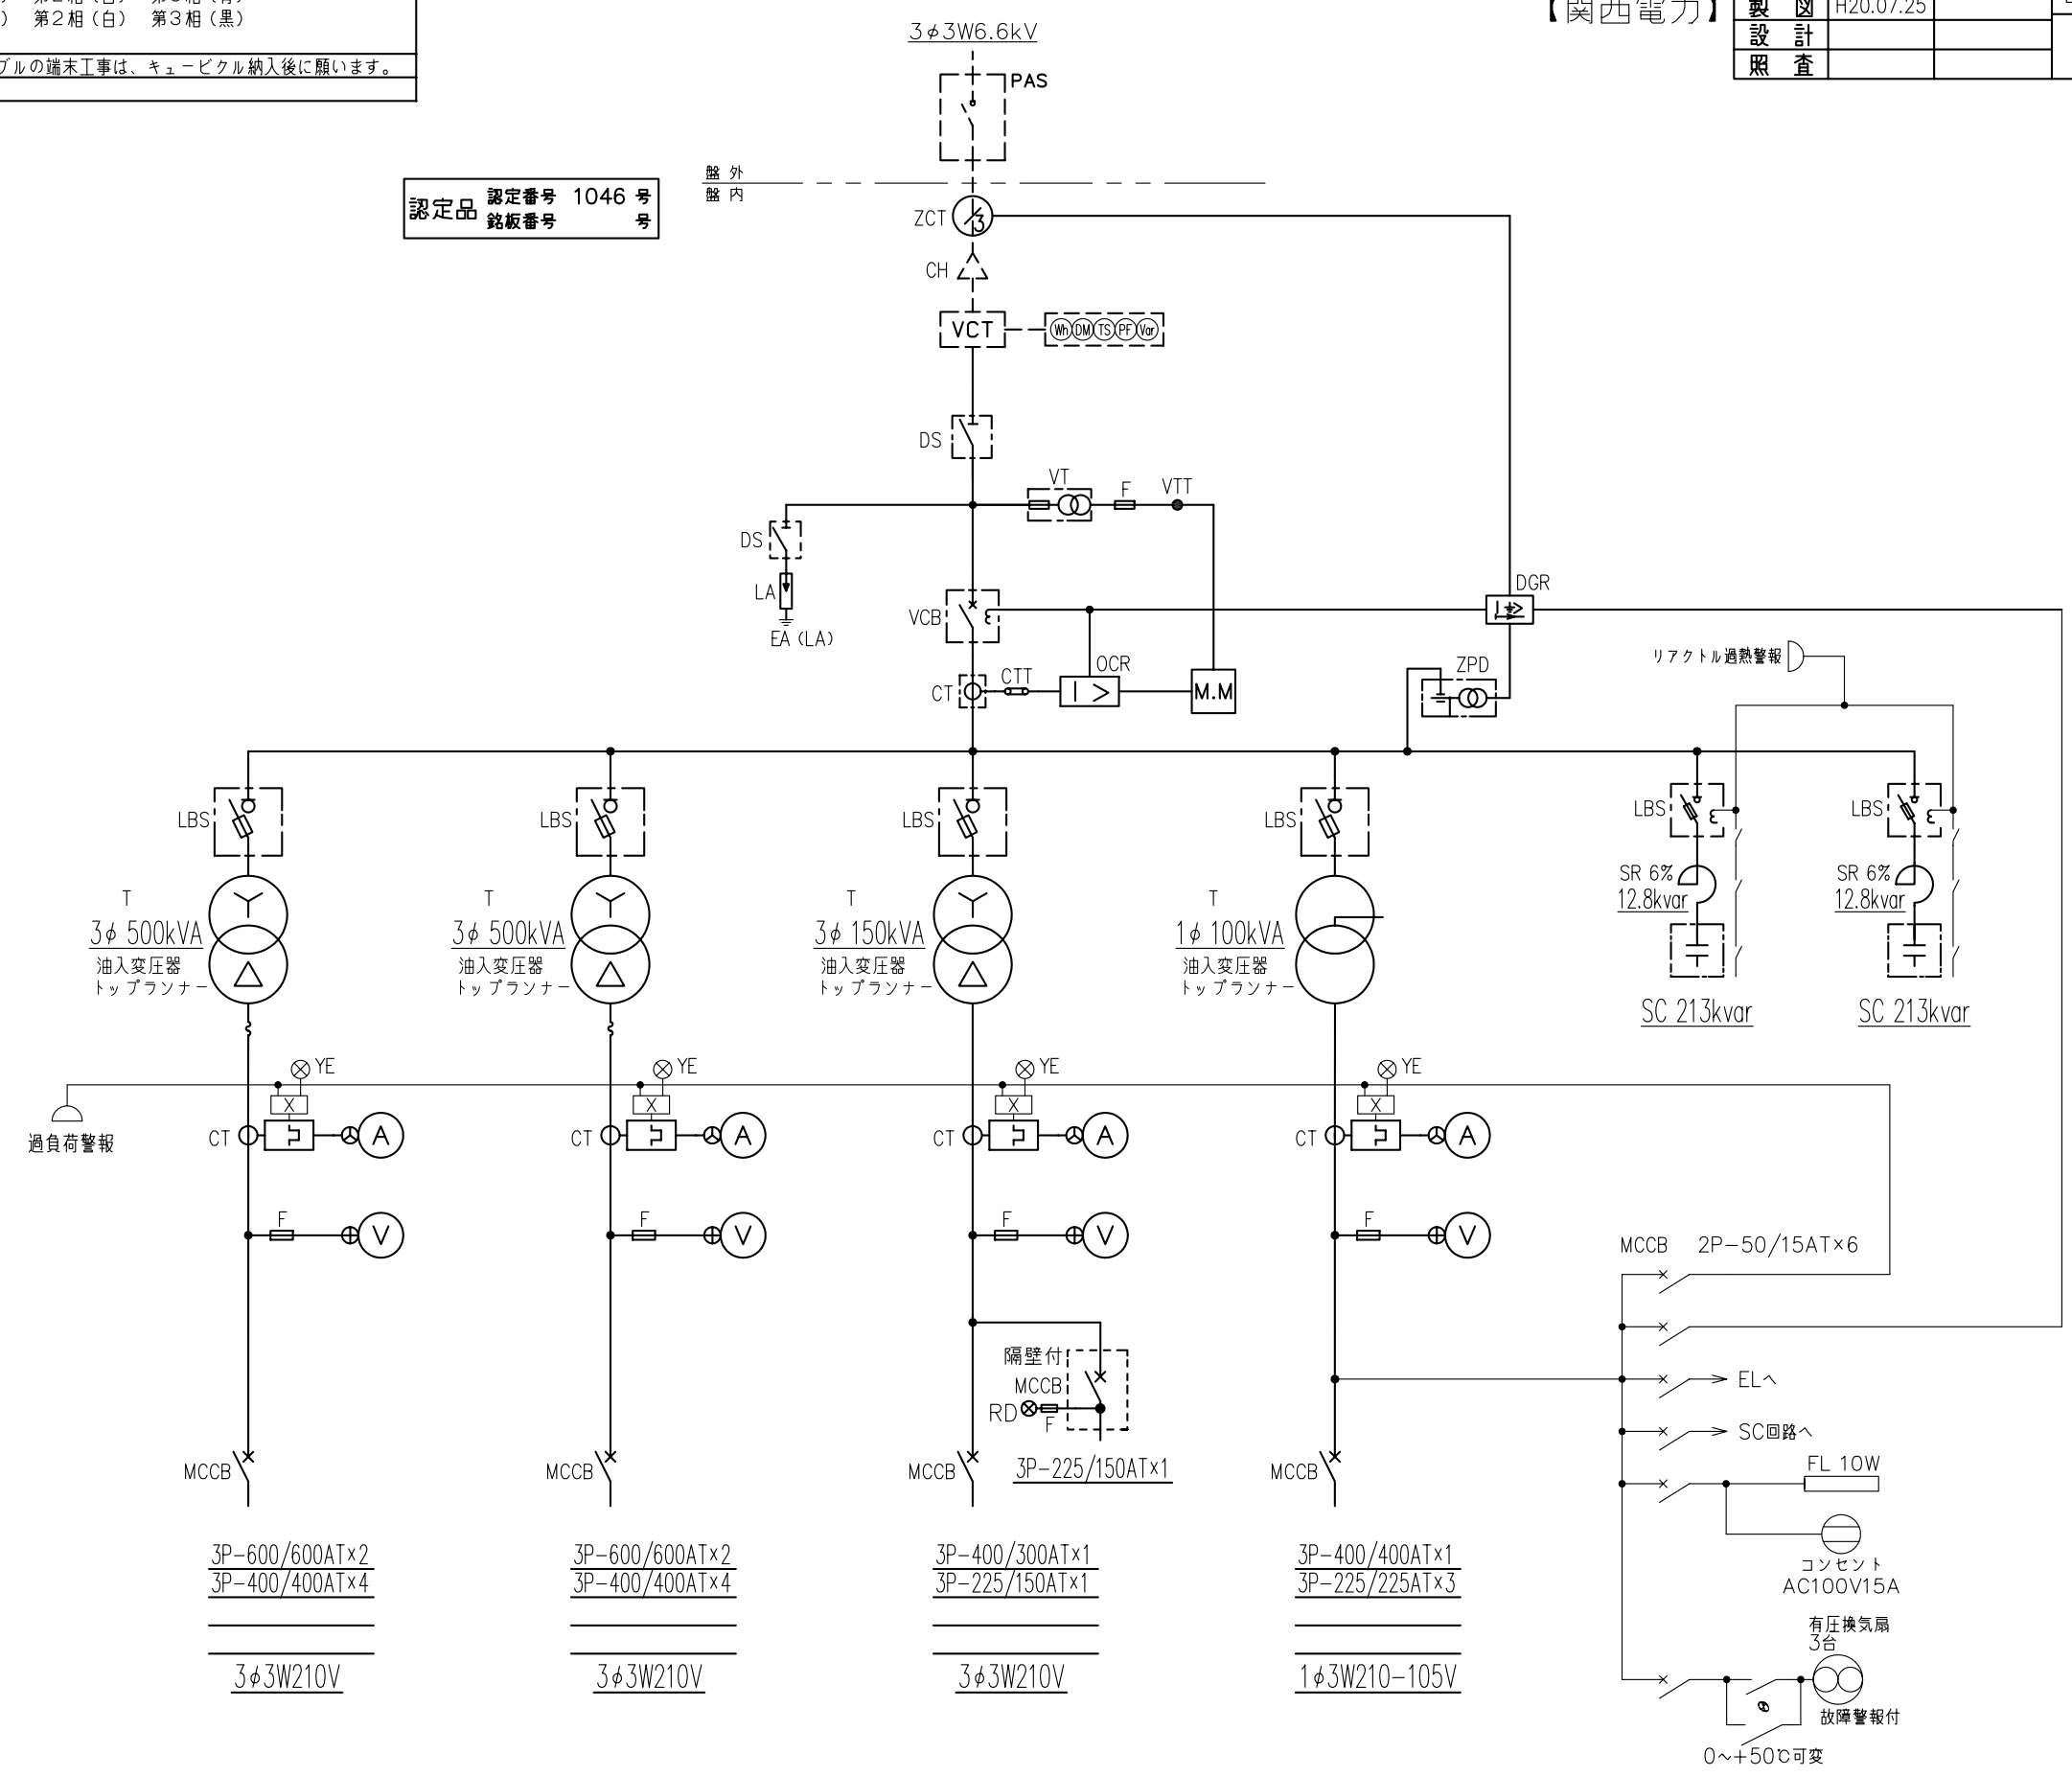 第2相（白） 第3相（黒）
ブルの端末工事は、キュービクル納入後に願います。
【関西電力】
製 図 H20.07.25
設 計
照 査
3φ3W6.6kV
PAS
盤 外
盤 内
認定品 認定番号 1046 号
銘板番号 号
ZCT
3
CH
VCT
Wh DM TS PF Var
DS
VT
F
VTT
DS
LA
EA (LA)
VCB
DGR
I ⏚ >
CT
CTT
OCR
I >
M.M
ZPD
リアクトル過熱警報
LBS
LBS
LBS
LBS
LBS
LBS
SR 6%
12.8kvar
SR 6%
12.8kvar
T
3φ 500kVA
油入変圧器
トップランナー
T
3φ 500kVA
油入変圧器
トップランナー
T
3φ 150kVA
油入変圧器
トップランナー
T
1φ 100kVA
油入変圧器
トップランナー
SC 213kvar
SC 213kvar
YE
YE
YE
YE
X
X
X
X
過負荷警報
CT
A
CT
A
CT
A
CT
A
F
V
F
V
F
V
F
V
MCCB 2P-50/15AT×6
隔壁付
MCCB
RD
F
3P-225/150AT×1
ELへ
SC回路へ
FL 10W
コンセント
AC100V15A
MCCB
MCCB
MCCB
MCCB
3P-600/600AT×2
3P-400/400AT×4
3φ3W210V
3P-600/600AT×2
3P-400/400AT×4
3φ3W210V
3P-400/300AT×1
3P-225/150AT×1
3φ3W210V
3P-400/400AT×1
3P-225/225AT×3
1φ3W210-105V
有圧換気扇
3台
故障警報付
0～+50℃可変